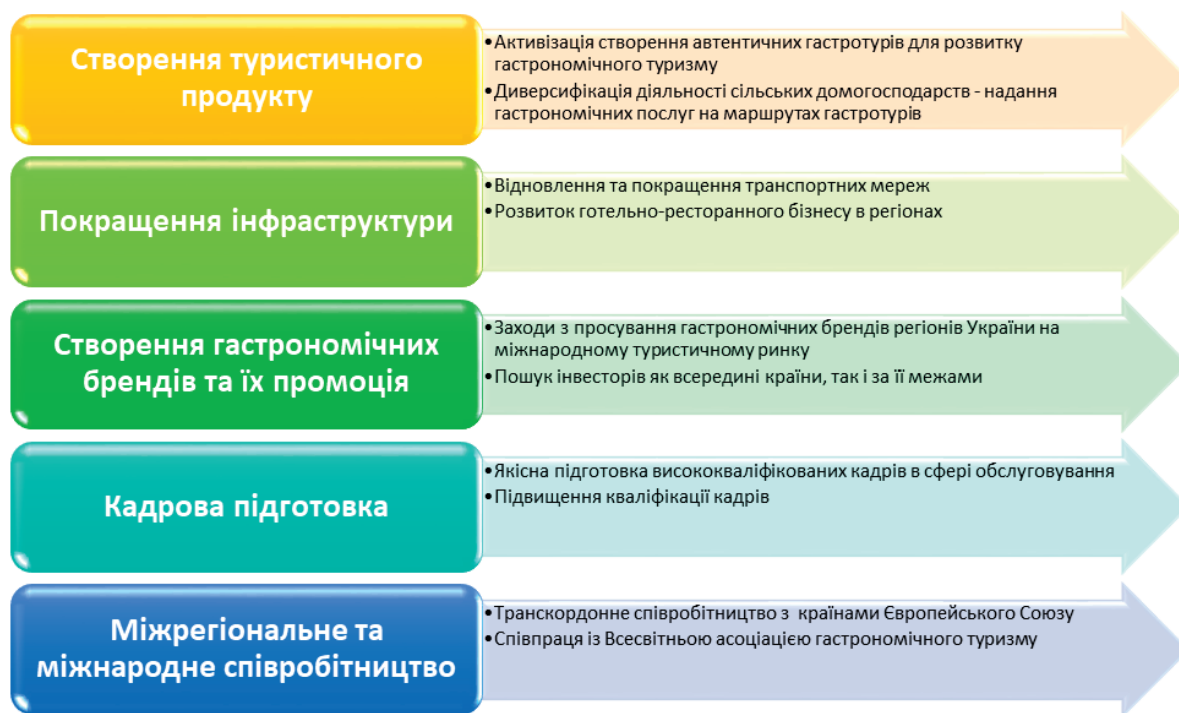 Створення туристичного
продукту
•Активізація створення автентичних гастротурів для розвитку
гастрономічного туризму
•Диверсифікація діяльності сільських домогосподарств - надання
гастрономічних послуг на маршрутах гастротурів
Покращення інфраструктури
•Відновлення та покращення транспортних мереж
•Розвиток готельно-ресторанного бізнесу в регіонах
Створення гастрономічних
брендів та їх промоція
•Заходи з просування гастрономічних брендів регіонів України на
міжнародному туристичному ринку
•Пошук інвесторів як всередині країни, так і за її межами
Кадрова підготовка
•Якісна підготовка висококваліфікованих кадрів в сфері обслуговування
•Підвищення кваліфікації кадрів
Міжрегіональне та
міжнародне співробітництво
•Транскордонне співробітництво з країнами Європейського Союзу
•Співпраця із Всесвітньою асоціацією гастрономічного туризму